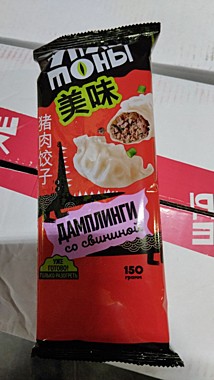 тоны
美味
猪肉饺子
ДАМПЛИНГИ
со свининой
УЖЕ
ГОТОВО!
ТОЛЬКО РАЗОГРЕТЬ
150
грамм